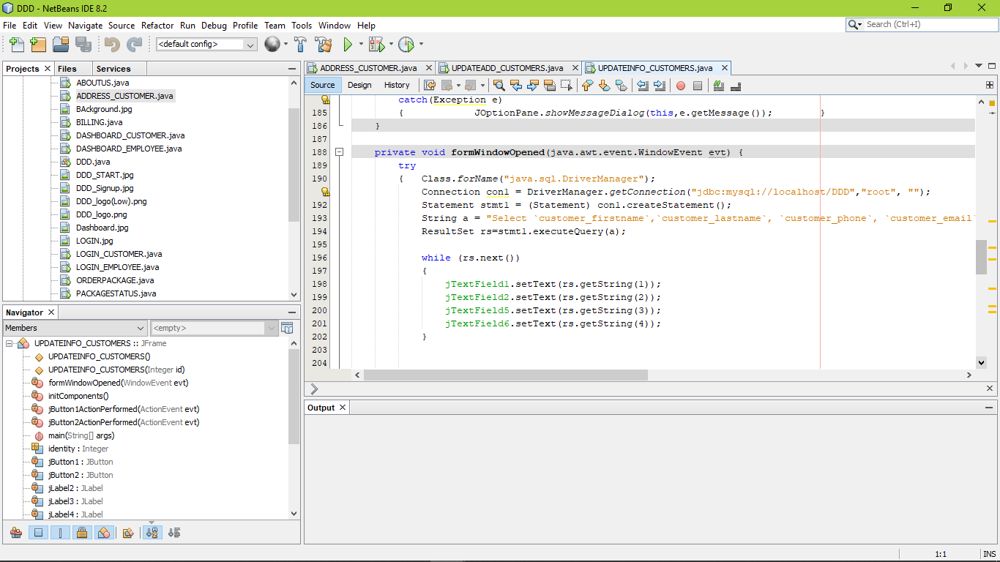 DDD - NetBeans IDE 8.2
File Edit View Navigate Source Refactor Run Debug Profile Team Tools Window Help
Search (Ctrl+I)
<default config>
Projects Files Services
ABOUTUS.java
ADDRESS_CUSTOMER.java
BAckground.jpg
BILLING.java
DASHBOARD_CUSTOMER.java
DASHBOARD_EMPLOYEE.java
DDD.java
DDD_START.jpg
DDD_Signup.jpg
DDD_logo(Low).png
DDD_logo.png
Dashboard.jpg
LOGIN.jpg
LOGIN_CUSTOMER.java
LOGIN_EMPLOYEE.java
ORDERPACKAGE.java
PACKAGESTATUS.java
Navigator
Members <empty>
UPDATEINFO_CUSTOMERS :: JFrame
UPDATEINFO_CUSTOMERS()
UPDATEINFO_CUSTOMERS(Integer id)
formWindowOpened(WindowEvent evt)
initComponents()
jButton1ActionPerformed(ActionEvent evt)
jButton2ActionPerformed(ActionEvent evt)
main(String[] args)
identity : Integer
jButton1 : JButton
jButton2 : JButton
jLabel2 : JLabel
jLabel3 : JLabel
jLabel4 : JLabel
ADDRESS_CUSTOMER.java UPDATEADD_CUSTOMERS.java UPDATEINFO_CUSTOMERS.java
Source Design History
catch(Exception e)
185 { JOptionPane.showMessageDialog(this,e.getMessage()); }
186 }
187
188 private void formWindowOpened(java.awt.event.WindowEvent evt) {
189 try
190 { Class.forName("java.sql.DriverManager");
Connection con1 = DriverManager.getConnection("jdbc:mysql://localhost/DDD","root", "");
192 Statement stmt1 = (Statement) con1.createStatement();
193 String a = "Select `customer_firstname`,`customer_lastname`, `customer_phone`, `customer_email`
194 ResultSet rs=stmt1.executeQuery(a);
195
196 while (rs.next())
197 {
198 jTextField1.setText(rs.getString(1));
199 jTextField2.setText(rs.getString(2));
200 jTextField5.setText(rs.getString(3));
201 jTextField6.setText(rs.getString(4));
202 }
203
204
Output
1:1 INS